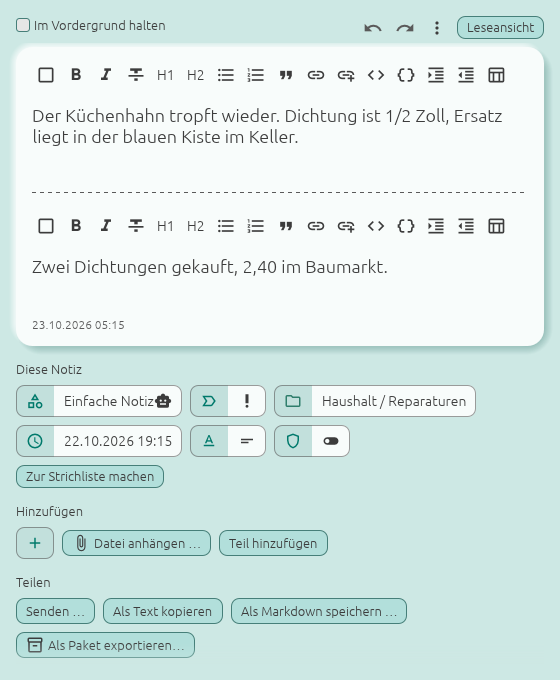 Im Vordergrund halten
Leseansicht
B I S H1 H2
Der Küchenhahn tropft wieder. Dichtung ist 1/2 Zoll, Ersatz
liegt in der blauen Kiste im Keller.
B I S H1 H2
Zwei Dichtungen gekauft, 2,40 im Baumarkt.
23.10.2026 05:15
Diese Notiz
Einfache Notiz
Haushalt / Reparaturen
22.10.2026 19:15
Zur Strichliste machen
Hinzufügen
Datei anhängen …
Teil hinzufügen
Teilen
Senden …
Als Text kopieren
Als Markdown speichern …
Als Paket exportieren…